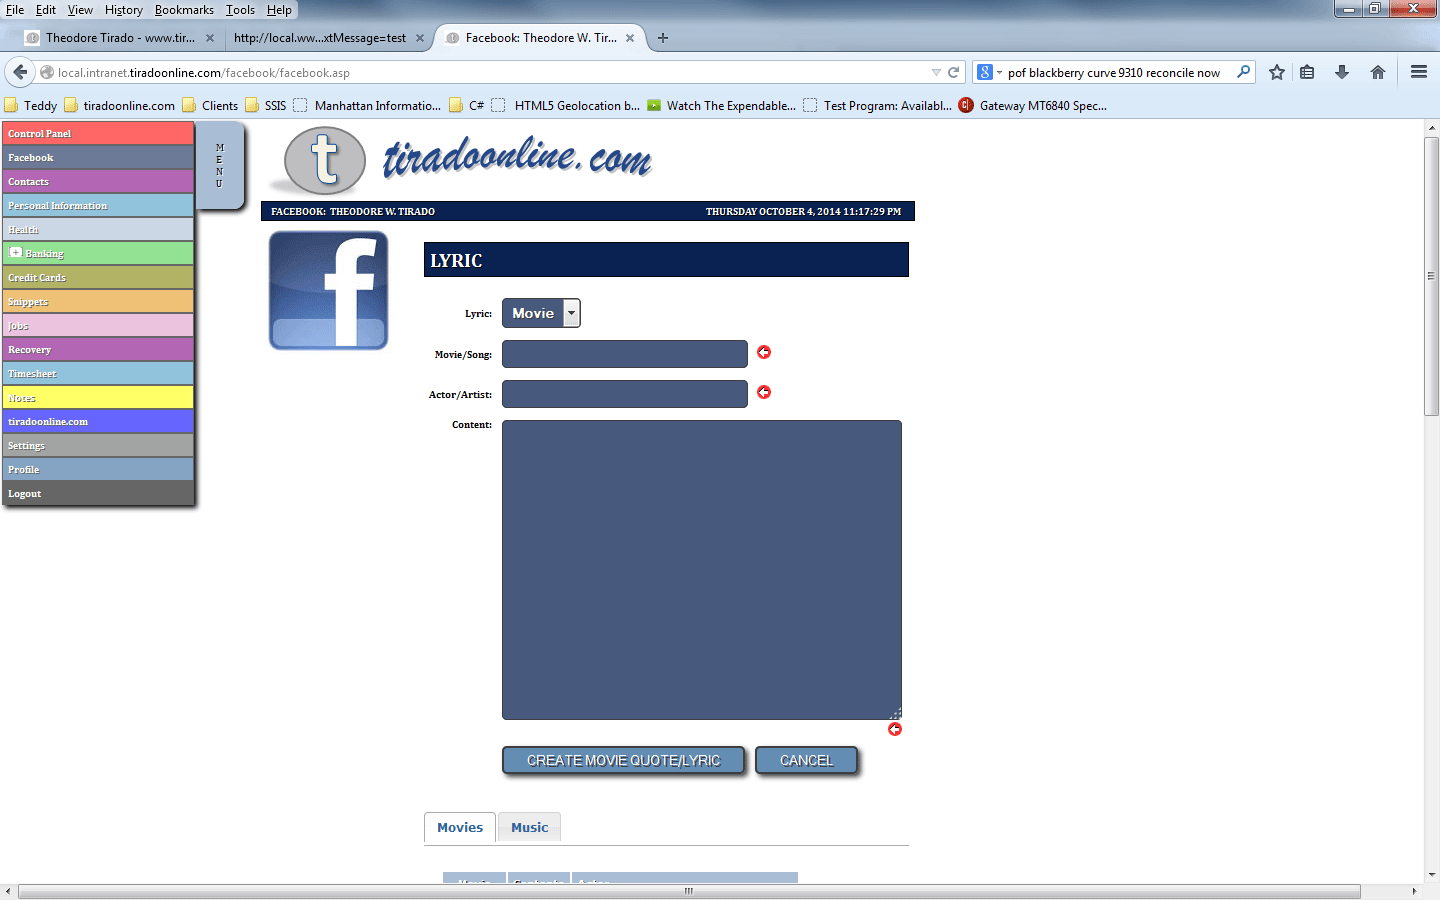 File Edit View History Bookmarks Tools Help
Theodore Tirado - www.tir... http://local.ww...xtMessage=test Facebook: Theodore W. Tir...
local.intranet.tiradoonline.com/facebook/facebook.asp
pof blackberry curve 9310 reconcile now
Teddy tiradoonline.com Clients SSIS Manhattan Informatio... C# HTML5 Geolocation b... Watch The Expendable... Test Program: Availabl... Gateway MT6840 Spec...
Control Panel
Facebook
Contacts
Personal Information
Health
Banking
Credit Cards
Snippets
Jobs
Recovery
Timesheet
Notes
tiradoonline.com
Settings
Profile
Logout
M
E
N
U
t tiradoonline.com
FACEBOOK: THEODORE W. TIRADO THURSDAY OCTOBER 4, 2014 11:17:29 PM
f
LYRIC
Lyric: Movie
Movie/Song:
Actor/Artist:
Content:
CREATE MOVIE QUOTE/LYRIC CANCEL
Movies Music